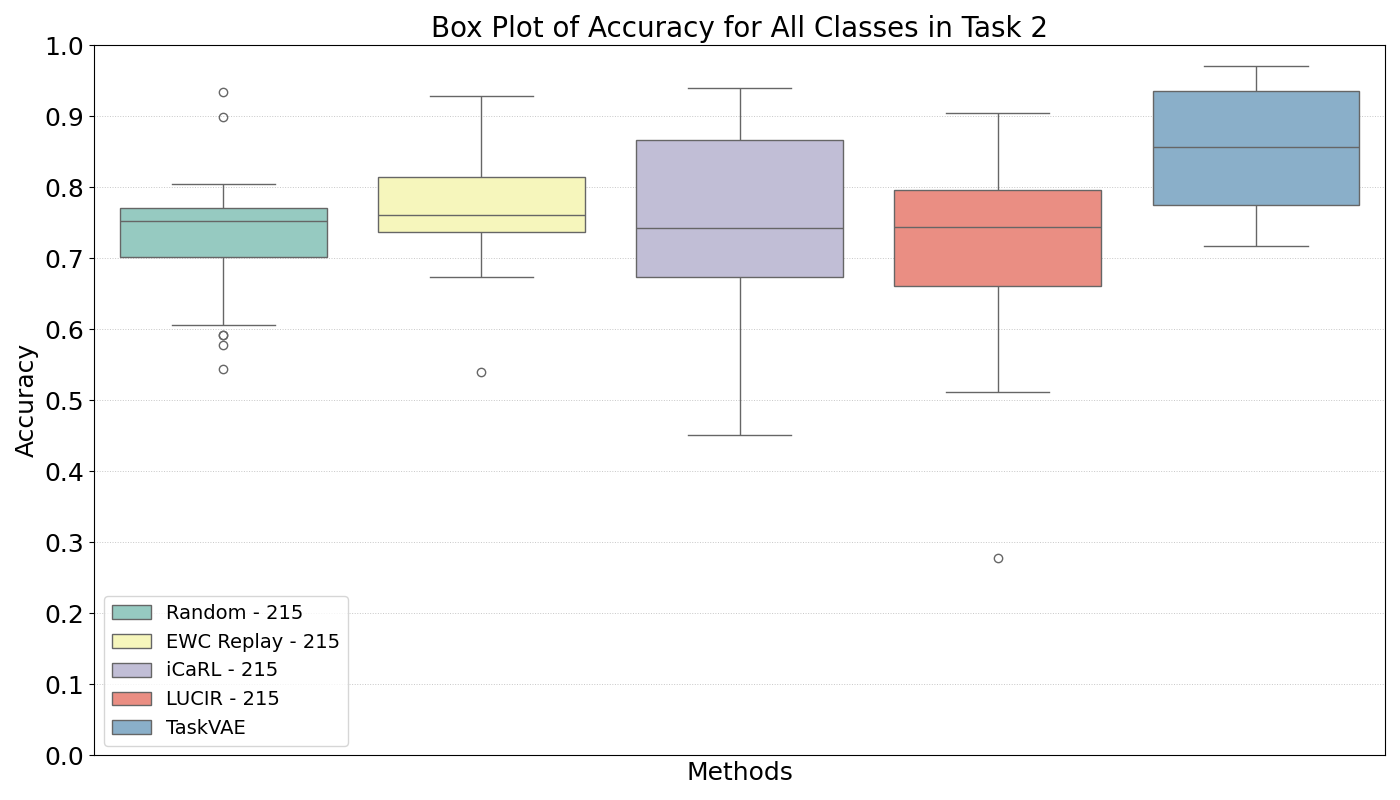 Box Plot of Accuracy for All Classes in Task 2
1.0
0.9
0.8
0.7
0.6
0.5
0.4
0.3
0.2
0.1
0.0
Accuracy
Random - 215
EWC Replay - 215
iCaRL - 215
LUCIR - 215
TaskVAE
Methods